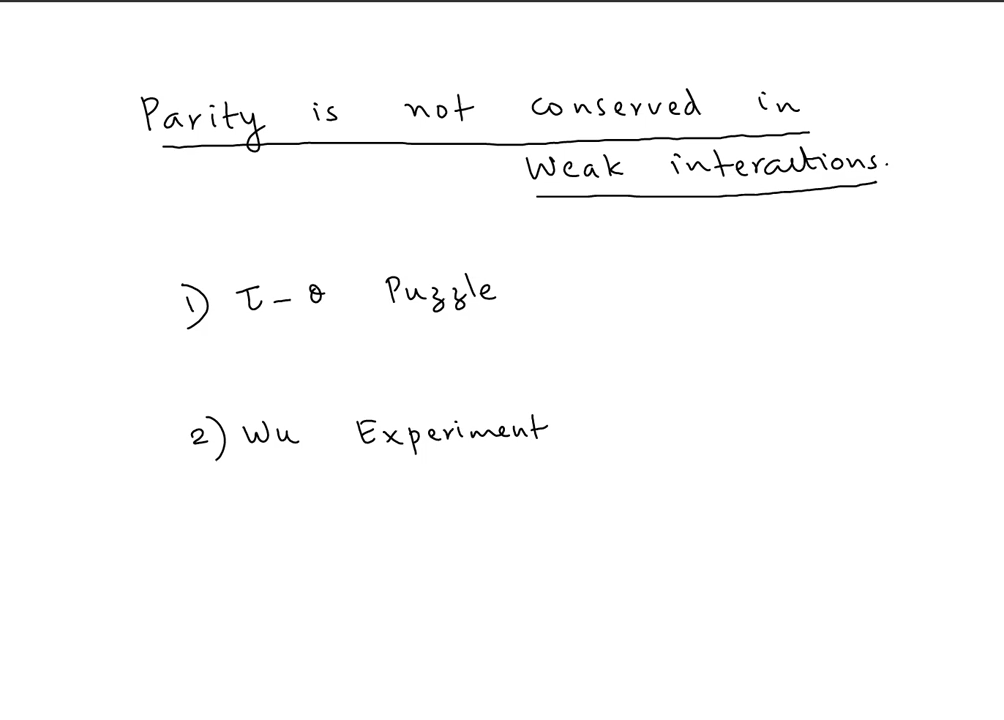 Parity is not conserved in
Weak interactions.
1) τ - θ Puzzle
2) Wu Experiment